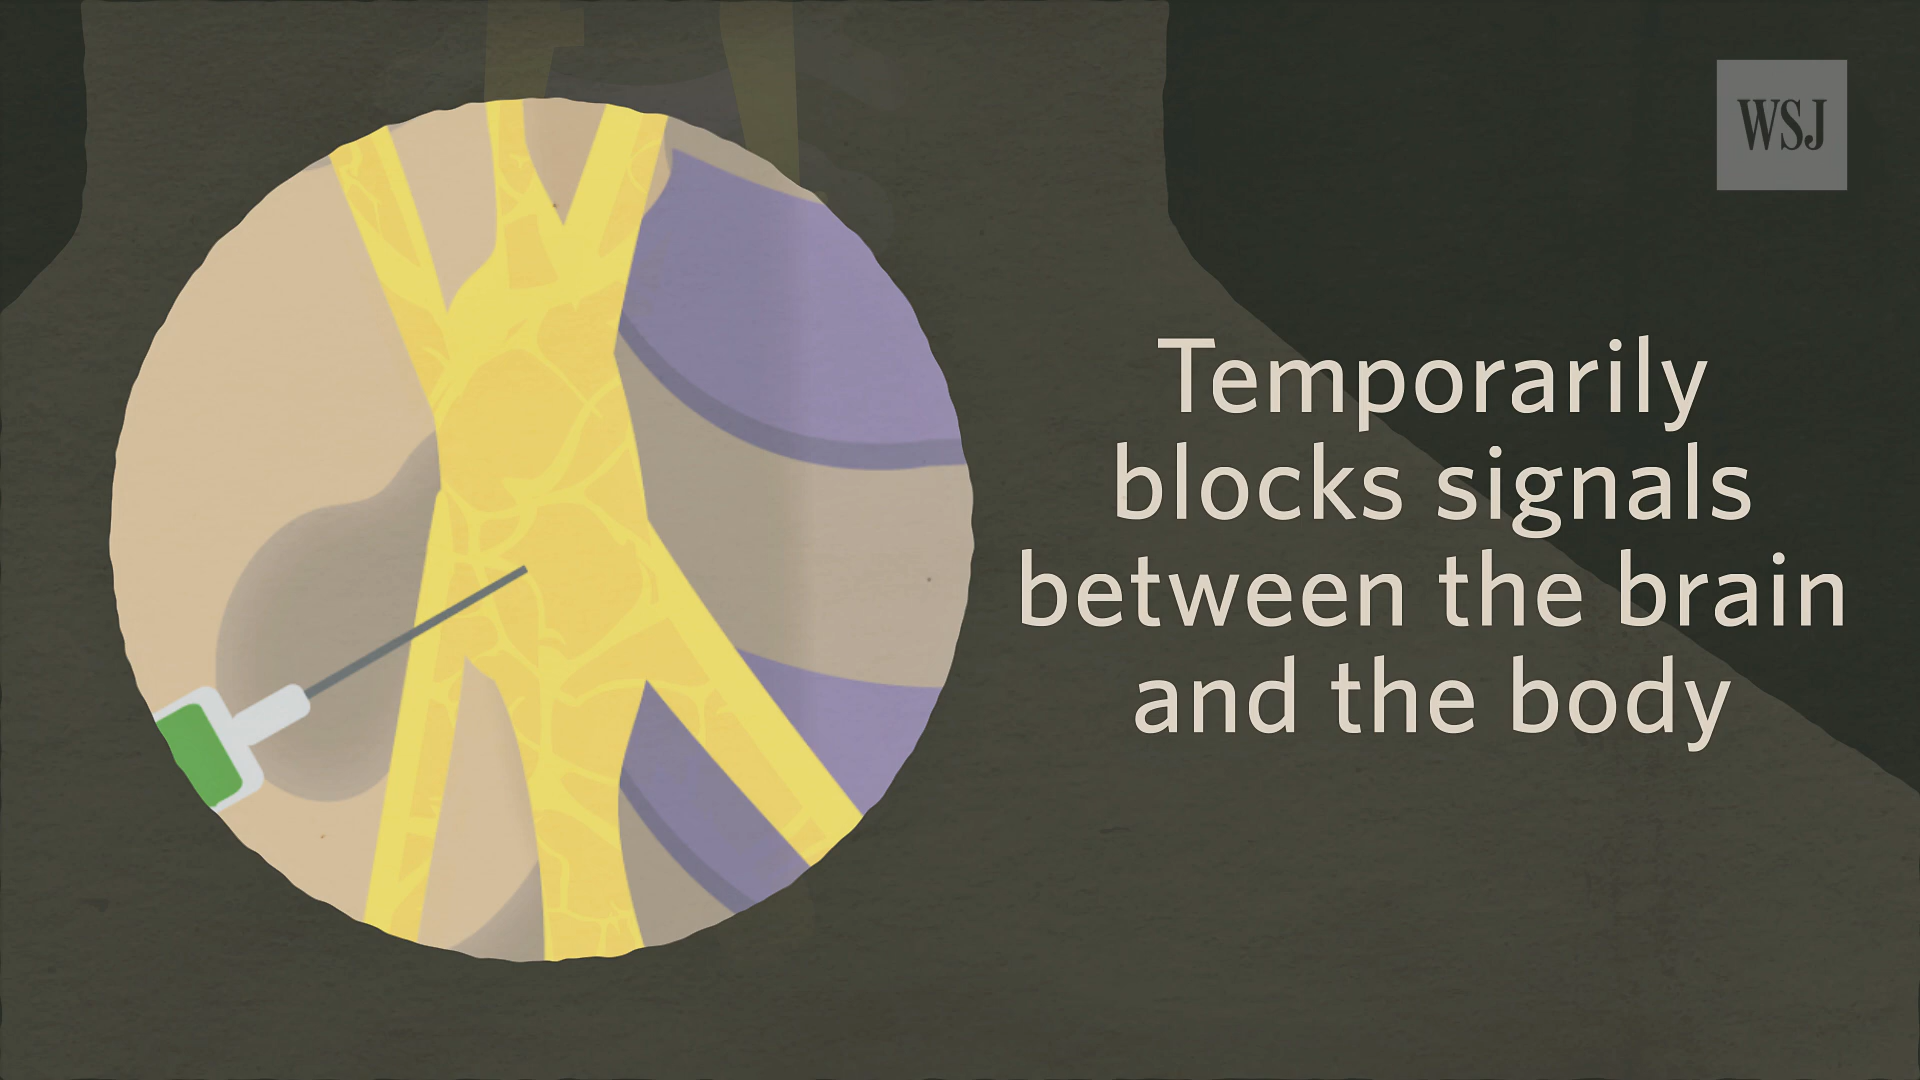 WSJ
Temporarily
blocks signals
between the brain
and the body